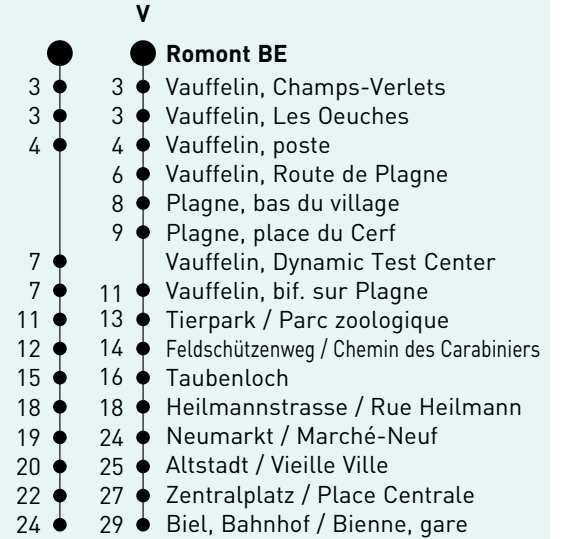 V
Romont BE
3 3 Vauffelin, Champs-Verlets
3 3 Vauffelin, Les Oeuches
4 4 Vauffelin, poste
6 Vauffelin, Route de Plagne
8 Plagne, bas du village
9 Plagne, place du Cerf
7 Vauffelin, Dynamic Test Center
7 11 Vauffelin, bif. sur Plagne
11 13 Tierpark / Parc zoologique
12 14 Feldschützenweg / Chemin des Carabiniers
15 16 Taubenloch
18 18 Heilmannstrasse / Rue Heilmann
19 24 Neumarkt / Marché-Neuf
20 25 Altstadt / Vieille Ville
22 27 Zentralplatz / Place Centrale
24 29 Biel, Bahnhof / Bienne, gare